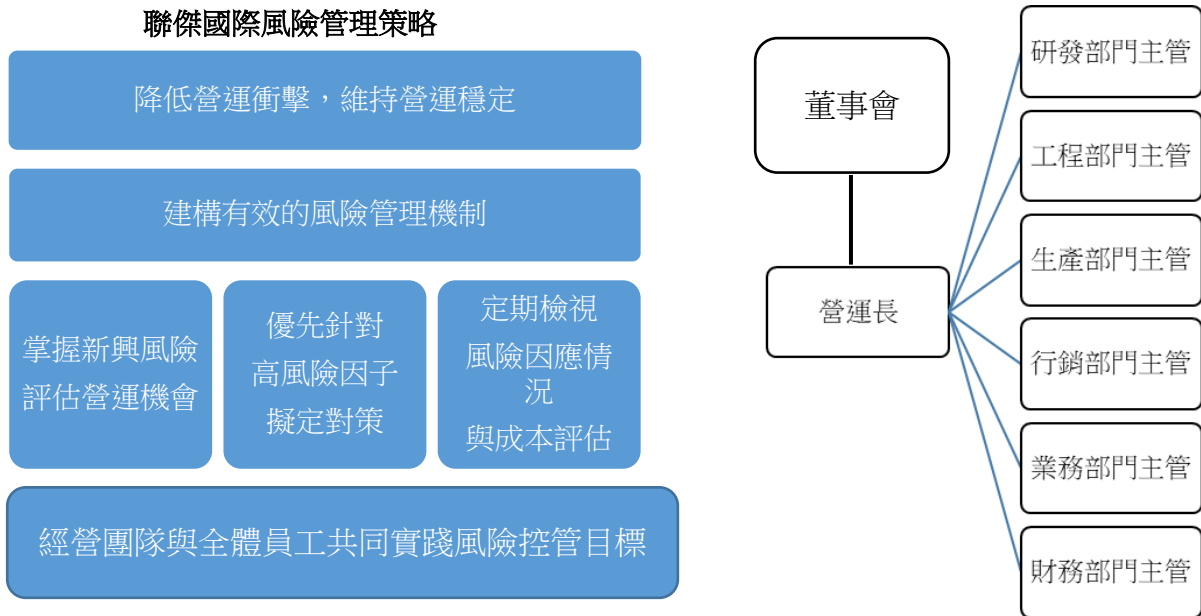 聯傑國際風險管理策略
降低營運衝擊，維持營運穩定
建構有效的風險管理機制
掌握新興風險
評估營運機會
優先針對
高風險因子
擬定對策
定期檢視
風險因應情
況
與成本評估
經營團隊與全體員工共同實踐風險控管目標
董事會
營運長
研發部門主管
工程部門主管
生產部門主管
行銷部門主管
業務部門主管
財務部門主管